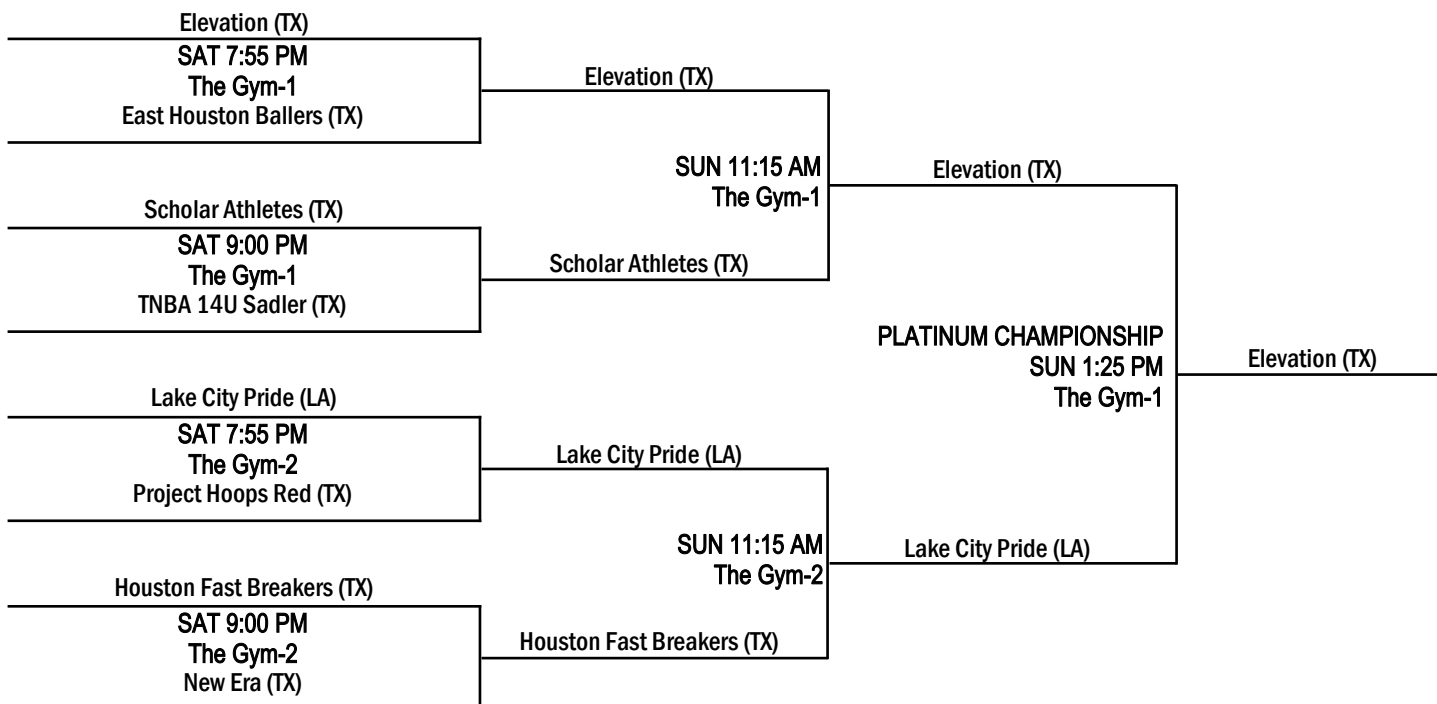 Elevation (TX)
SAT 7:55 PM
The Gym-1
East Houston Ballers (TX)
Scholar Athletes (TX)
SAT 9:00 PM
The Gym-1
TNBA 14U Sadler (TX)
Lake City Pride (LA)
SAT 7:55 PM
The Gym-2
Project Hoops Red (TX)
Houston Fast Breakers (TX)
SAT 9:00 PM
The Gym-2
New Era (TX)
Elevation (TX)
SUN 11:15 AM
The Gym-1
Scholar Athletes (TX)
Lake City Pride (LA)
SUN 11:15 AM
The Gym-2
Houston Fast Breakers (TX)
Elevation (TX)
PLATINUM CHAMPIONSHIP
SUN 1:25 PM
The Gym-1
Lake City Pride (LA)
Elevation (TX)